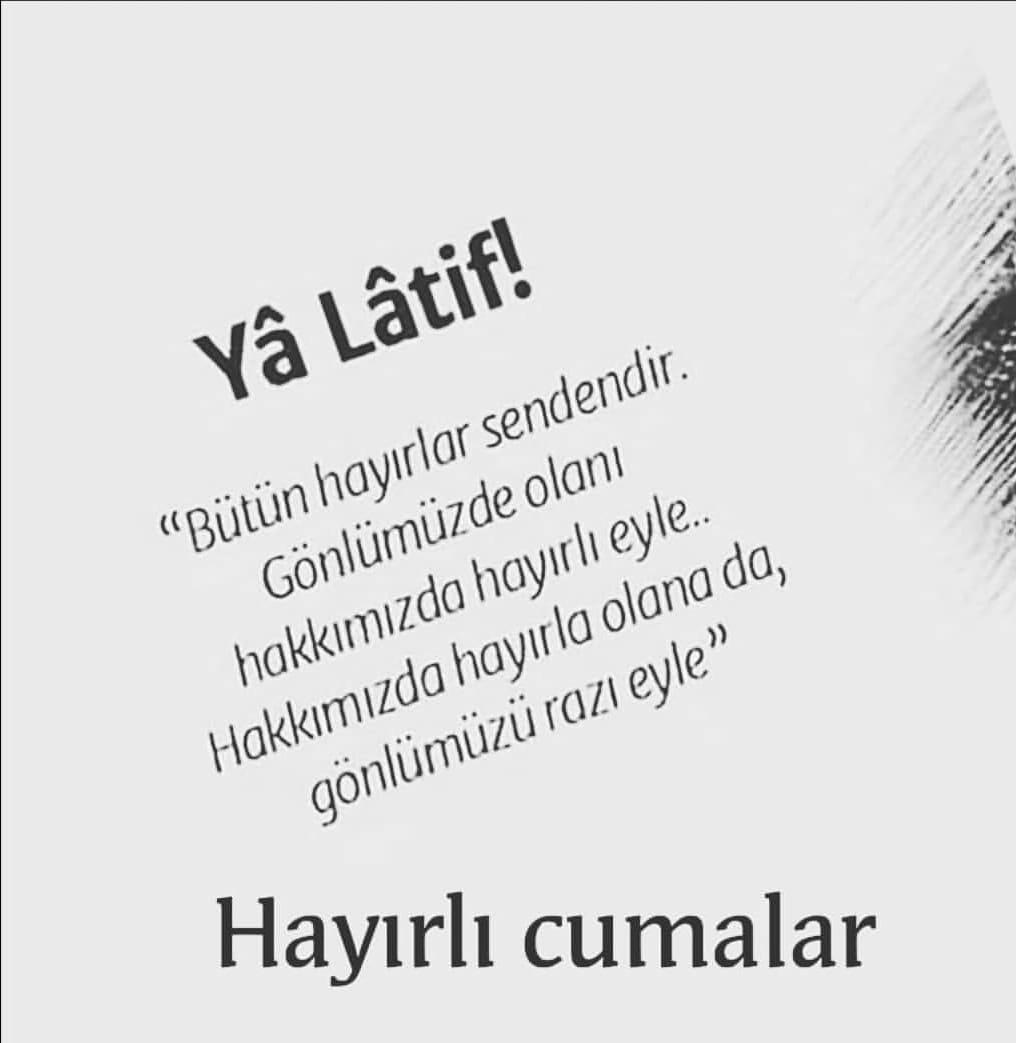 Yâ Lâtif!
“Bütün hayırlar sendendir.
Gönlümüzde olanı
hakkımızda hayırlı eyle..
Hakkımızda hayırla olana da,
gönlümüzü razı eyle”
Hayırlı cumalar